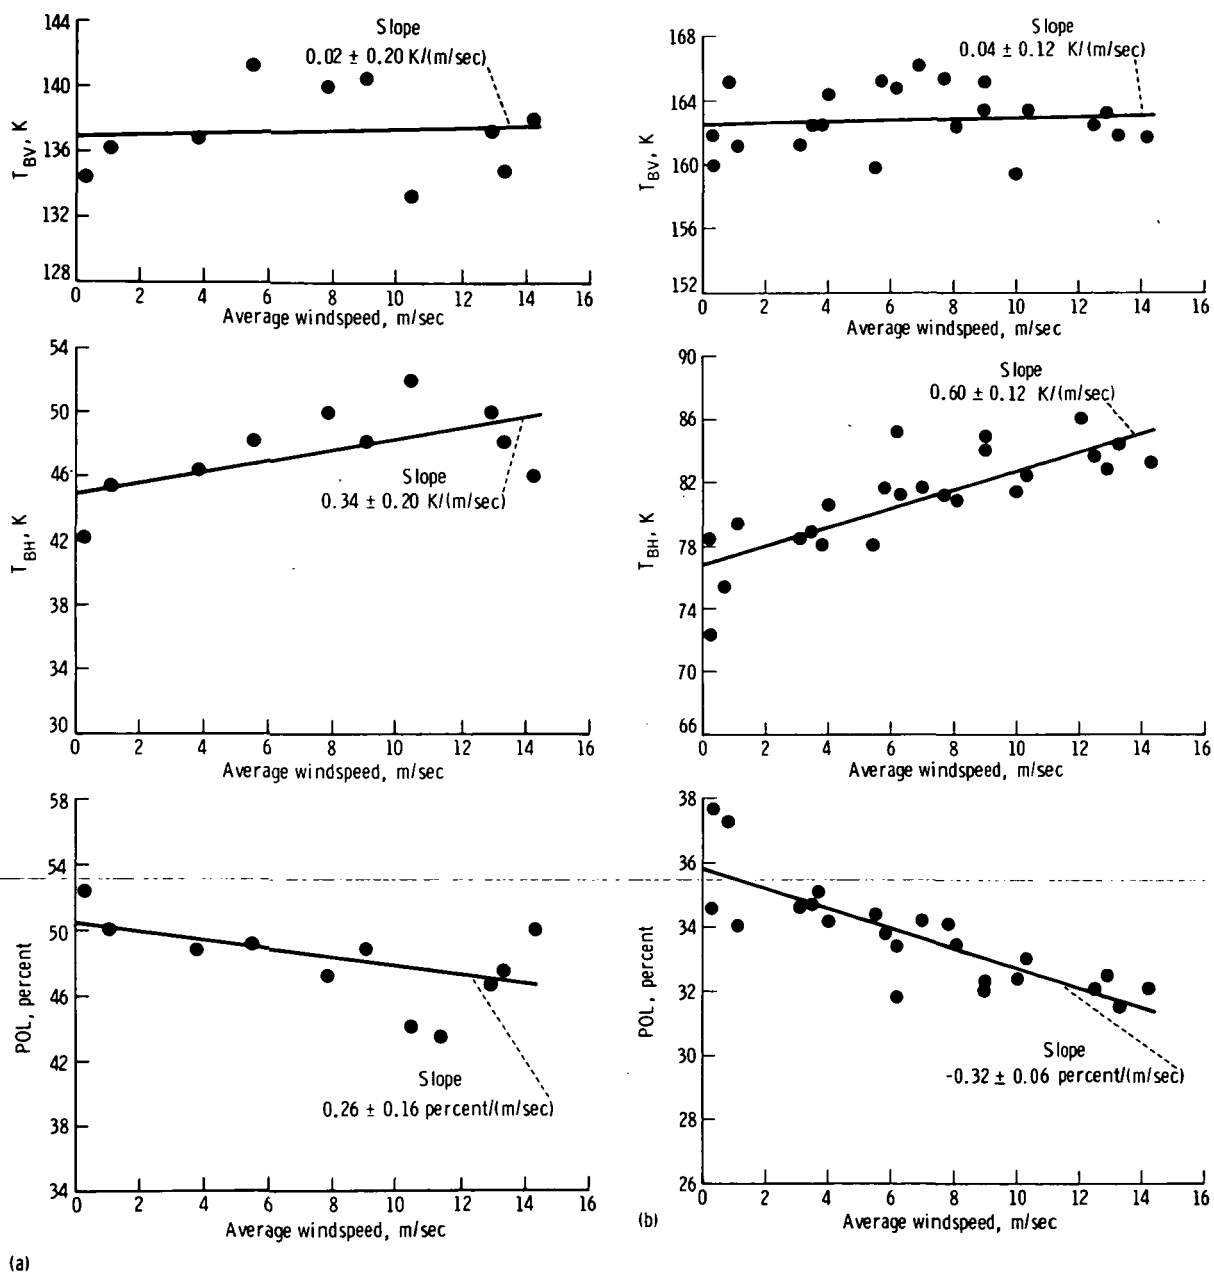 144
140
136
132
128
T_BV, K
Slope
0.02 ± 0.20 K/(m/sec)
0 2 4 6 8 10 12 14 16
Average windspeed, m/sec
54
50
46
42
38
34
30
T_BH, K
Slope
0.34 ± 0.20 K/(m/sec)
0 2 4 6 8 10 12 14 16
Average windspeed, m/sec
58
54
50
46
42
38
34
POL, percent
Slope
0.26 ± 0.16 percent/(m/sec)
0 2 4 6 8 10 12 14 16
Average windspeed, m/sec
(a)
168
164
160
156
152
T_BV, K
Slope
0.04 ± 0.12 K/(m/sec)
0 2 4 6 8 10 12 14 16
Average windspeed, m/sec
90
86
82
78
74
70
66
T_BH, K
Slope
0.60 ± 0.12 K/(m/sec)
0 2 4 6 8 10 12 14 16
Average windspeed, m/sec
38
36
34
32
30
28
26
POL, percent
Slope
-0.32 ± 0.06 percent/(m/sec)
0 2 4 6 8 10 12 14 16
Average windspeed, m/sec
(b)